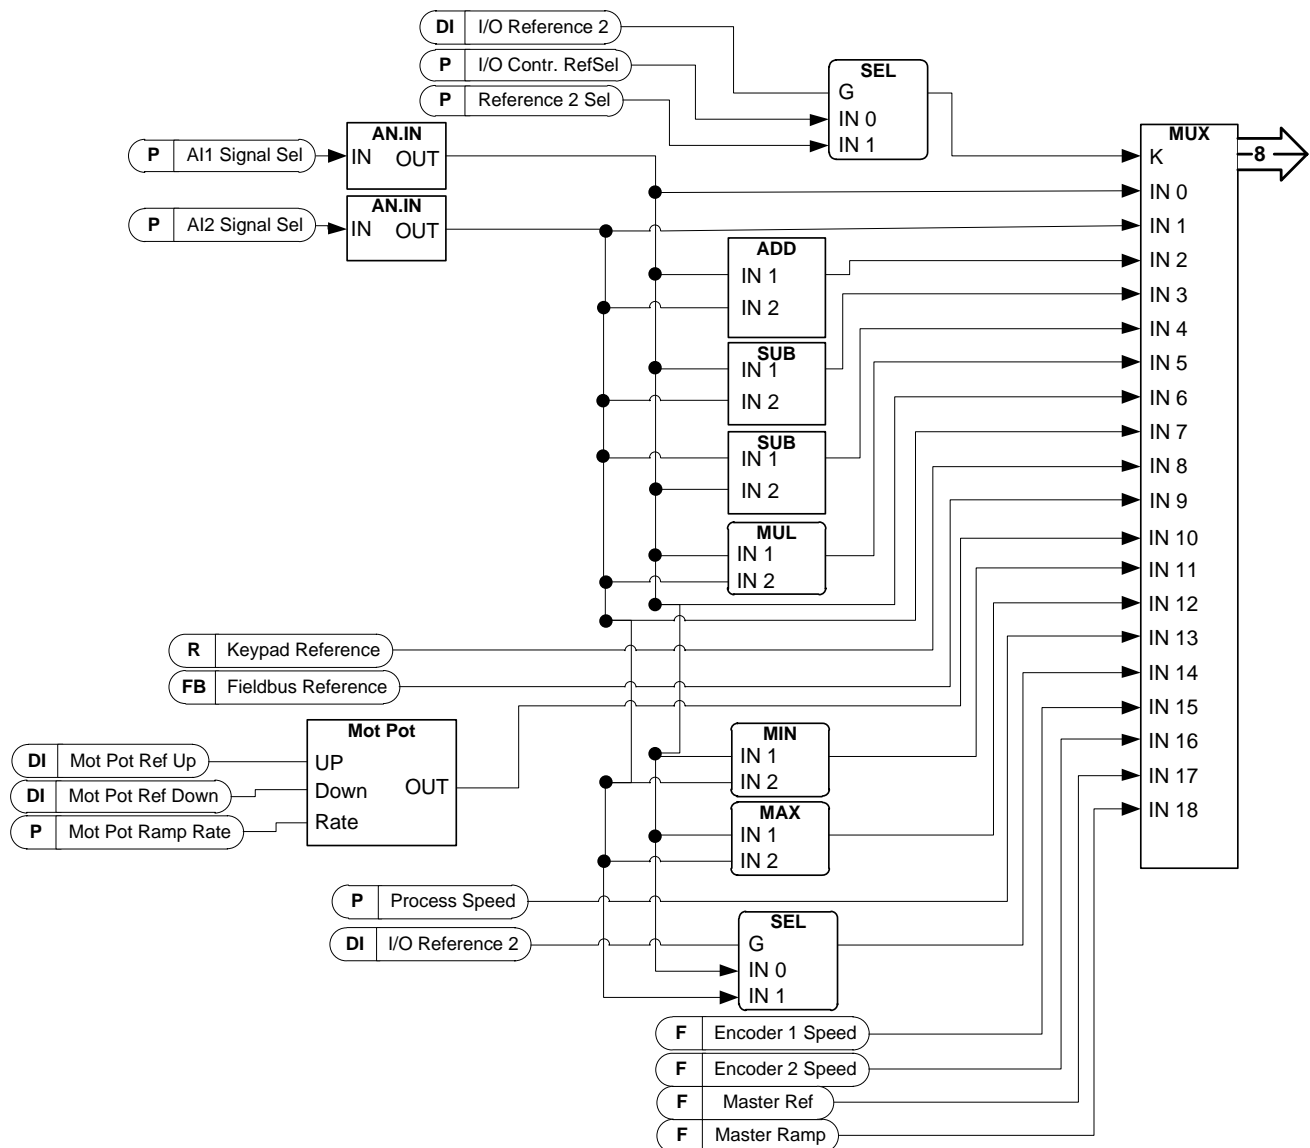 DI I/O Reference 2
P I/O Contr. RefSel
P Reference 2 Sel
SEL
G
IN 0
IN 1
P AI1 Signal Sel
AN.IN
IN OUT
P AI2 Signal Sel
AN.IN
IN OUT
MUX
8
K
IN 0
IN 1
IN 2
IN 3
IN 4
IN 5
IN 6
IN 7
IN 8
IN 9
IN 10
IN 11
IN 12
IN 13
IN 14
IN 15
IN 16
IN 17
IN 18
ADD
IN 1
IN 2
SUB
IN 1
IN 2
SUB
IN 1
IN 2
MUL
IN 1
IN 2
R Keypad Reference
FB Fieldbus Reference
DI Mot Pot Ref Up
DI Mot Pot Ref Down
P Mot Pot Ramp Rate
Mot Pot
UP
Down
Rate
OUT
MIN
IN 1
IN 2
MAX
IN 1
IN 2
P Process Speed
DI I/O Reference 2
SEL
G
IN 0
IN 1
F Encoder 1 Speed
F Encoder 2 Speed
F Master Ref
F Master Ramp